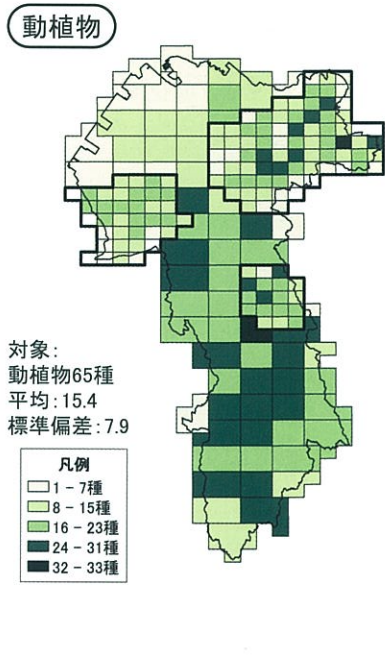 動植物
対象:
動植物65種
平均:15.4
標準偏差:7.9
凡例
1 - 7種
8 - 15種
16 - 23種
24 - 31種
32 - 33種